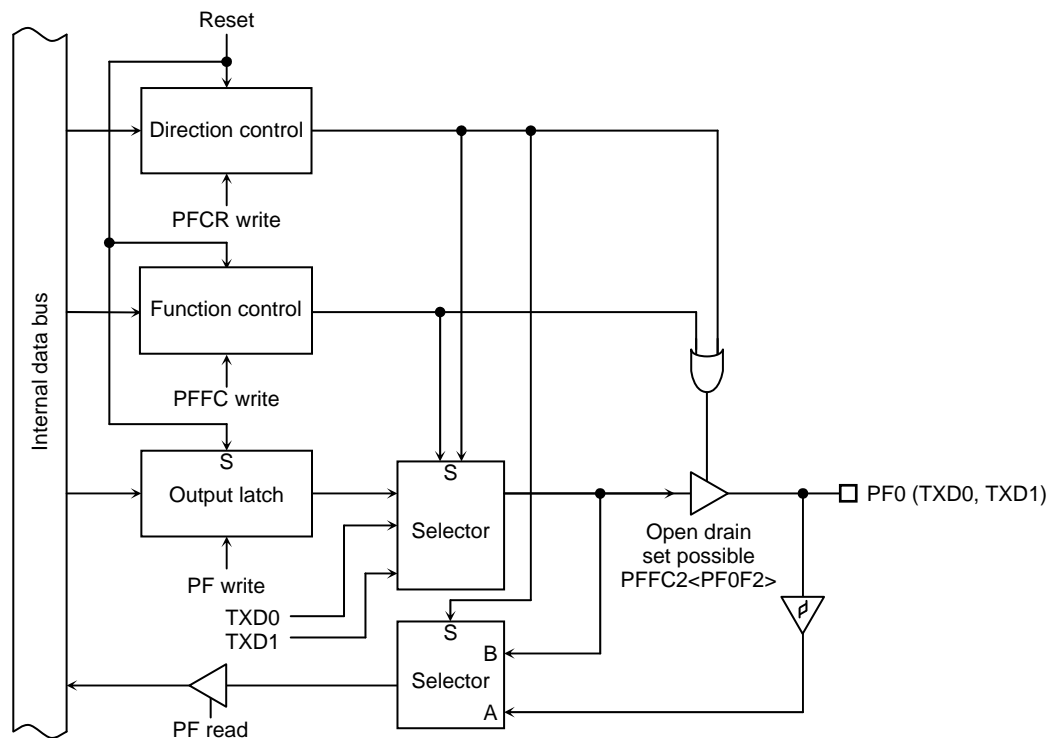 Reset
Direction control
PFCR write
Internal data bus
Function control
PFFC write
S
Output latch
PF write
S
Selector
PF0 (TXD0, TXD1)
Open drain
set possible
PFFC2<PF0F2>
TXD0
TXD1
S
B
Selector
A
PF read